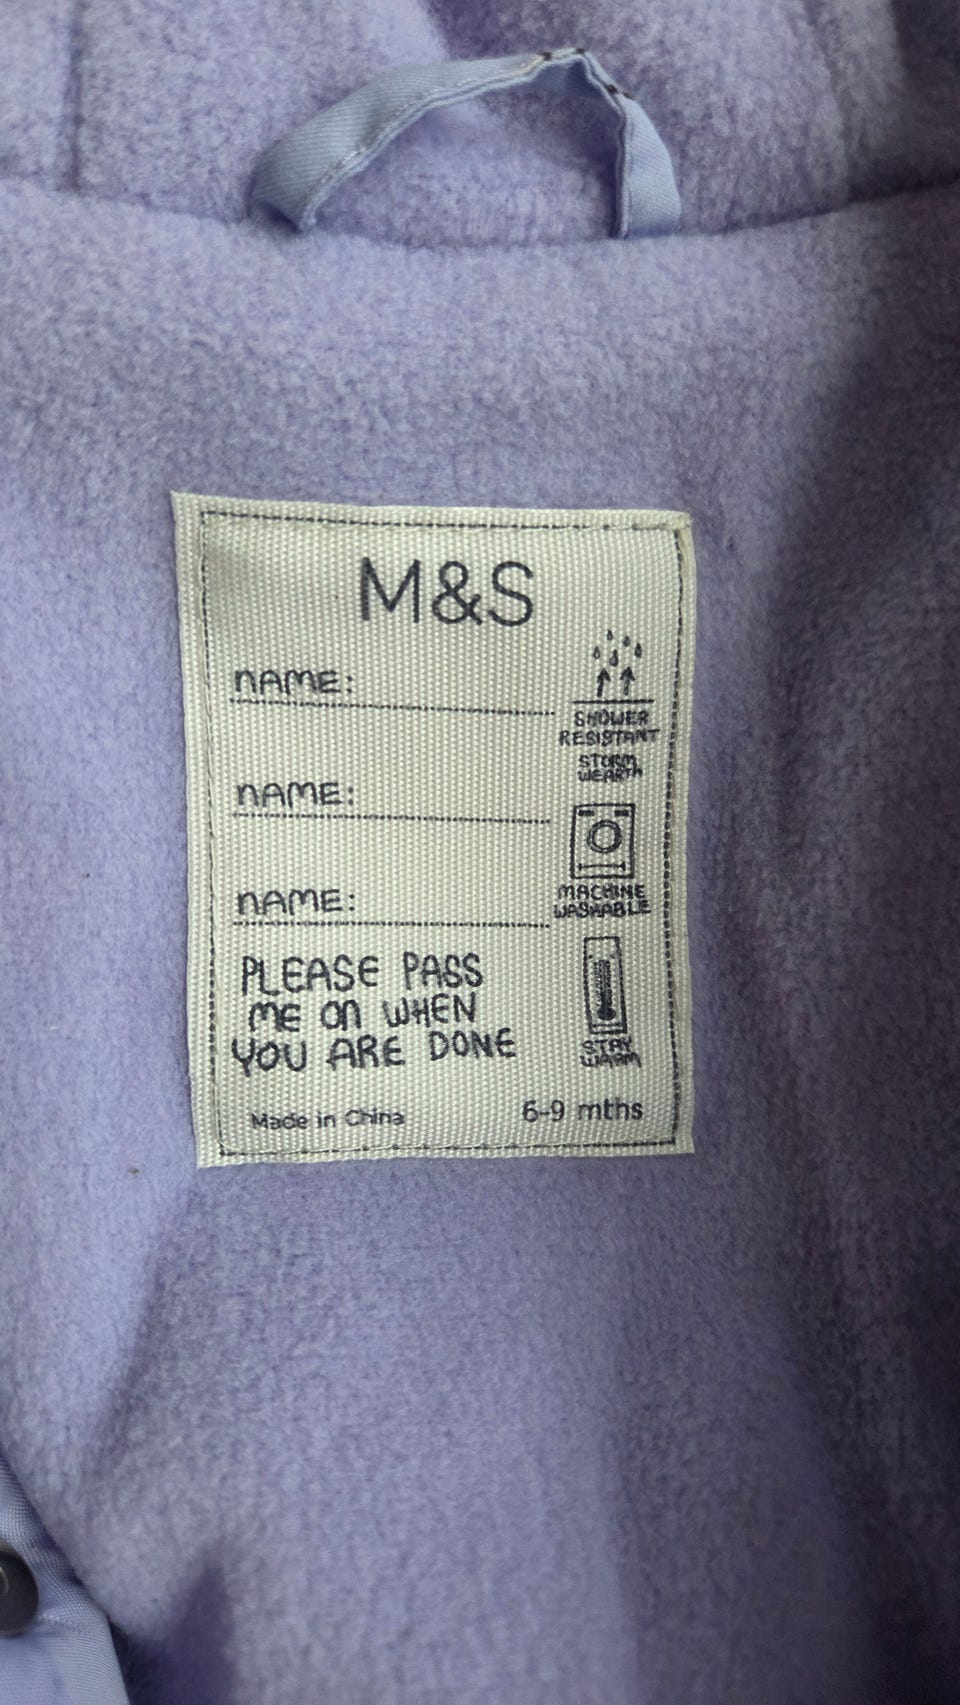 M&S
NAME:
NAME:
NAME:
PLEASE PASS
ME ON WHEN
YOU ARE DONE
Made in China
SHOWER
RESISTANT
STORM
WEAR™
MACHINE
WASHABLE
STAY
WARM
6-9 mths